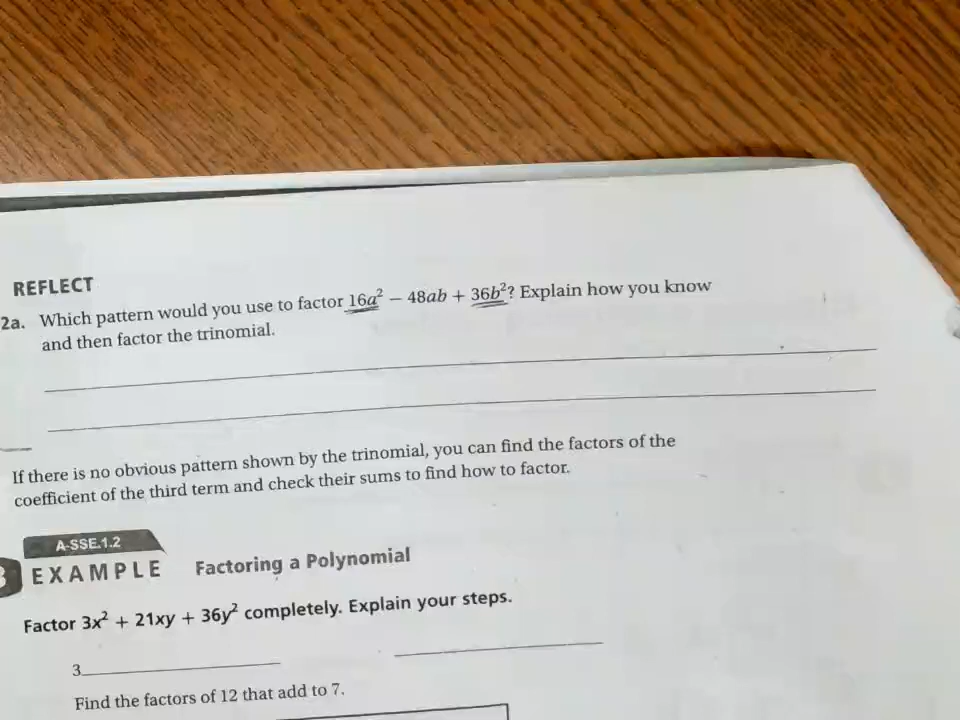 REFLECT
2a. Which pattern would you use to factor 16a² − 48ab + 36b²? Explain how you know
and then factor the trinomial.
If there is no obvious pattern shown by the trinomial, you can find the factors of the
coefficient of the third term and check their sums to find how to factor.
A-SSE.1.2
3 EXAMPLE Factoring a Polynomial
Factor 3x² + 21xy + 36y² completely. Explain your steps.
3
Find the factors of 12 that add to 7.